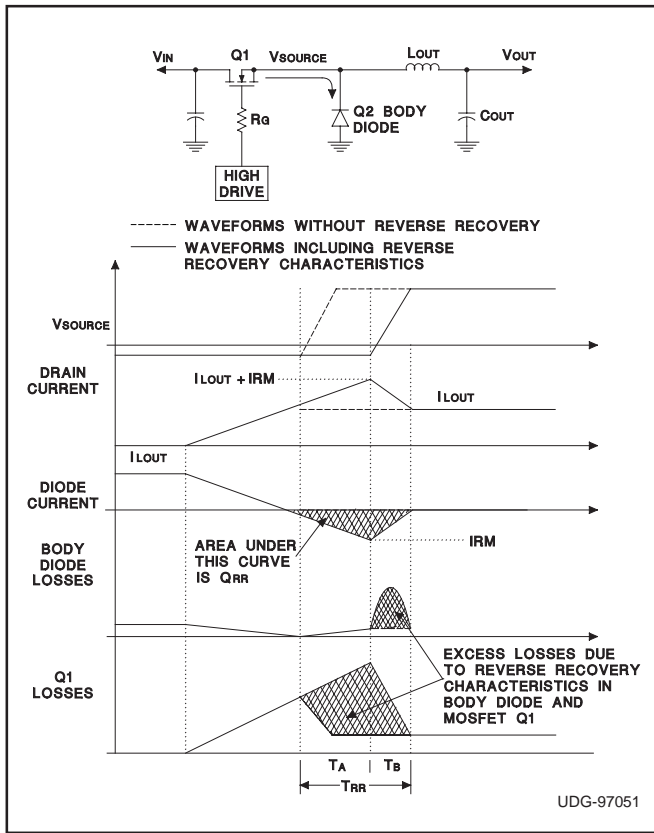 VIN
Q1
VSOURCE
LOUT
VOUT
RG
Q2 BODY
DIODE
COUT
HIGH
DRIVE
WAVEFORMS WITHOUT REVERSE RECOVERY
WAVEFORMS INCLUDING REVERSE
RECOVERY CHARACTERISTICS
VSOURCE
DRAIN
CURRENT
ILOUT + IRM
ILOUT
ILOUT
DIODE
CURRENT
AREA UNDER
THIS CURVE
IS QRR
IRM
BODY
DIODE
LOSSES
EXCESS LOSSES DUE
TO REVERSE RECOVERY
CHARACTERISTICS IN
BODY DIODE AND
MOSFET Q1
Q1
LOSSES
TA
TB
TRR
UDG-97051